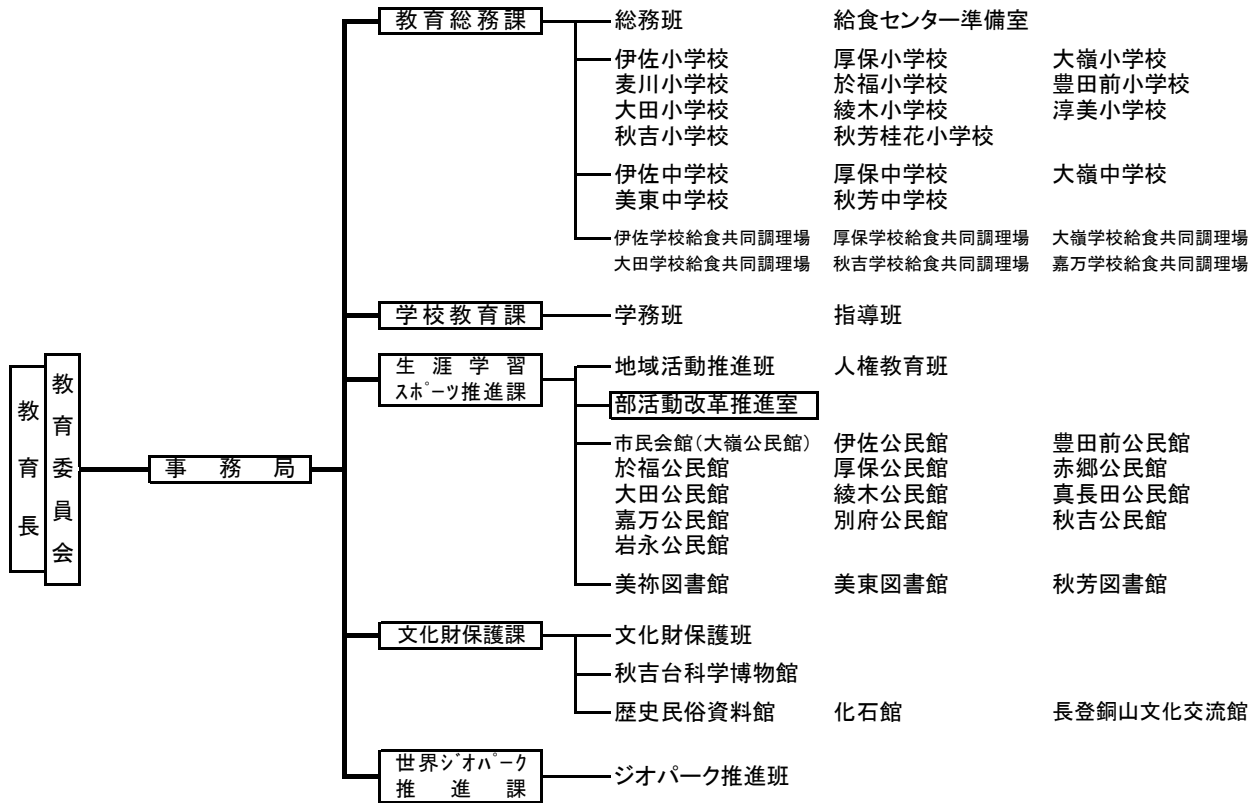 教育総務課 総務班 給食センター準備室
伊佐小学校 厚保小学校 大嶺小学校
麦川小学校 於福小学校 豊田前小学校
大田小学校 綾木小学校 淳美小学校
秋吉小学校 秋芳桂花小学校
伊佐中学校 厚保中学校 大嶺中学校
美東中学校 秋芳中学校
伊佐学校給食共同調理場 厚保学校給食共同調理場 大嶺学校給食共同調理場
大田学校給食共同調理場 秋吉学校給食共同調理場 嘉万学校給食共同調理場
学校教育課 学務班 指導班
教育長
教育委員会
事務局
生涯学習
ｽﾎﾟｰﾂ推進課
地域活動推進班 人権教育班
部活動改革推進室
市民会館（大嶺公民館） 伊佐公民館 豊田前公民館
於福公民館 厚保公民館 赤郷公民館
大田公民館 綾木公民館 真長田公民館
嘉万公民館 別府公民館 秋吉公民館
岩永公民館
美祢図書館 美東図書館 秋芳図書館
文化財保護課 文化財保護班
秋吉台科学博物館
歴史民俗資料館 化石館 長登銅山文化交流館
世界ｼﾞｵﾊﾟｰｸ
推進課
ジオパーク推進班